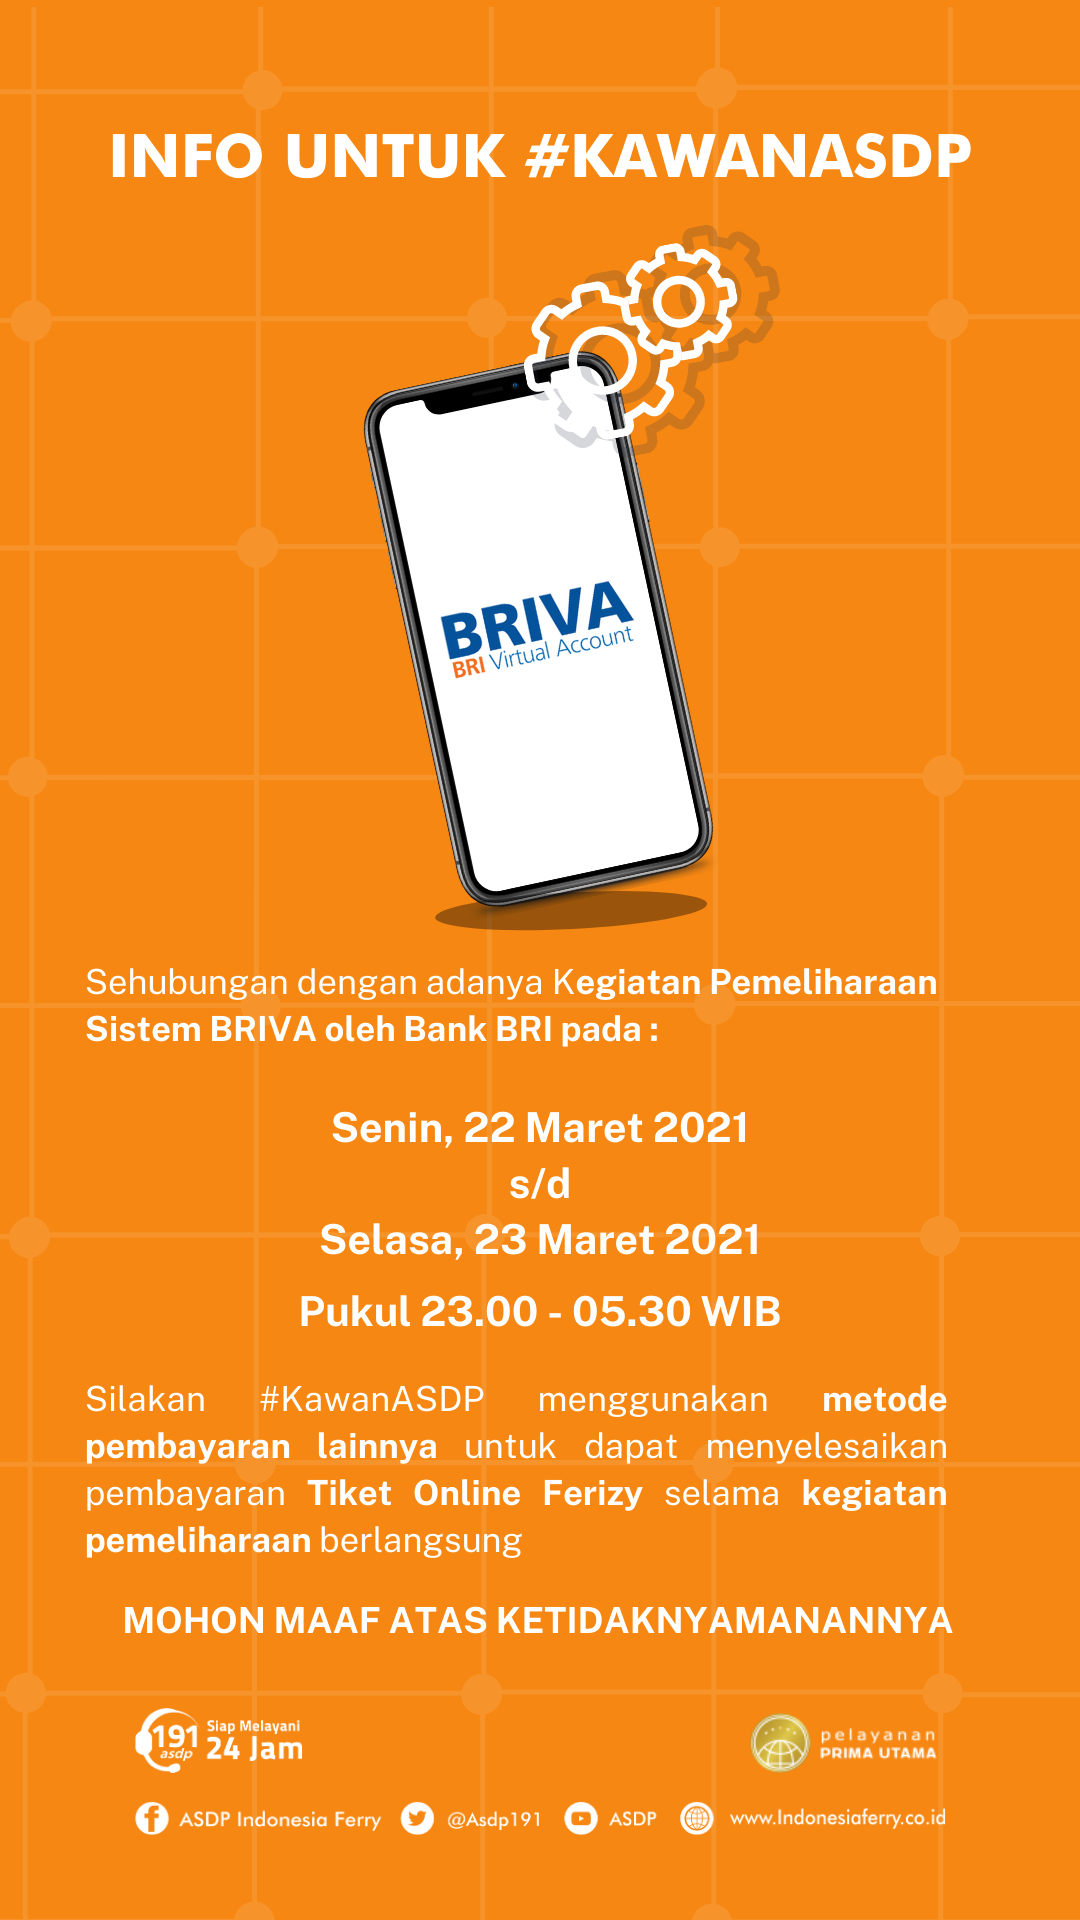 INFO UNTUK #KAWANASDP
BRIVA
BRI Virtual Account
Sehubungan dengan adanya Kegiatan Pemeliharaan
Sistem BRIVA oleh Bank BRI pada :
Senin, 22 Maret 2021
s/d
Selasa, 23 Maret 2021
Pukul 23.00 - 05.30 WIB
Silakan #KawanASDP menggunakan metode
pembayaran lainnya untuk dapat menyelesaikan
pembayaran Tiket Online Ferizy selama kegiatan
pemeliharaan berlangsung
MOHON MAAF ATAS KETIDAKNYAMANANNYA
191 asdp
Siap Melayani
24 Jam
pelayanan
PRIMA UTAMA
ASDP Indonesia Ferry @Asdp191 ASDP www.Indonesiaferry.co.id